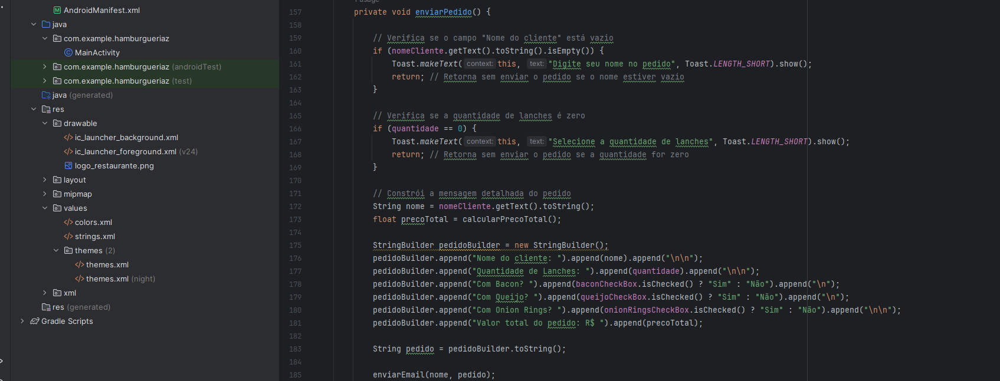 AndroidManifest.xml
java
com.example.hamburgueriaz
MainActivity
com.example.hamburgueriaz (androidTest)
com.example.hamburgueriaz (test)
java (generated)
res
drawable
ic_launcher_background.xml
ic_launcher_foreground.xml (v24)
logo_restaurante.png
layout
mipmap
values
colors.xml
strings.xml
themes (2)
themes.xml
themes.xml (night)
xml
res (generated)
Gradle Scripts
157 private void enviarPedido() {
158
159 // Verifica se o campo "Nome do cliente" está vazio
160 if (nomeCliente.getText().toString().isEmpty()) {
161 Toast.makeText( context: this, text: "Digite seu nome no pedido", Toast.LENGTH_SHORT).show();
162 return; // Retorna sem enviar o pedido se o nome estiver vazio
163 }
164
165 // Verifica se a quantidade de lanches é zero
166 if (quantidade == 0) {
167 Toast.makeText( context: this, text: "Selecione a quantidade de lanches", Toast.LENGTH_SHORT).show();
168 return; // Retorna sem enviar o pedido se a quantidade for zero
169 }
170
171 // Constrói a mensagem detalhada do pedido
172 String nome = nomeCliente.getText().toString();
173 float precoTotal = calcularPrecoTotal();
174
175 StringBuilder pedidoBuilder = new StringBuilder();
176 pedidoBuilder.append("Nome do cliente: ").append(nome).append("\n\n");
177 pedidoBuilder.append("Quantidade de Lanches: ").append(quantidade).append("\n\n");
178 pedidoBuilder.append("Com Bacon? ").append(baconCheckBox.isChecked() ? "Sim" : "Não").append("\n");
179 pedidoBuilder.append("Com Queijo? ").append(queijoCheckBox.isChecked() ? "Sim" : "Não").append("\n");
180 pedidoBuilder.append("Com Onion Rings? ").append(onionRingsCheckBox.isChecked() ? "Sim" : "Não").append("\n\n");
181 pedidoBuilder.append("Valor total do pedido: R$ ").append(precoTotal);
182
183 String pedido = pedidoBuilder.toString();
184
185 enviarEmail(nome, pedido);